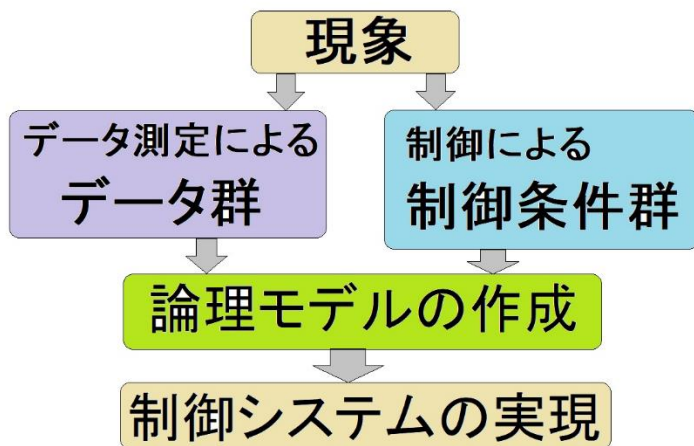 現象
データ測定による
データ群
制御による
制御条件群
論理モデルの作成
制御システムの実現